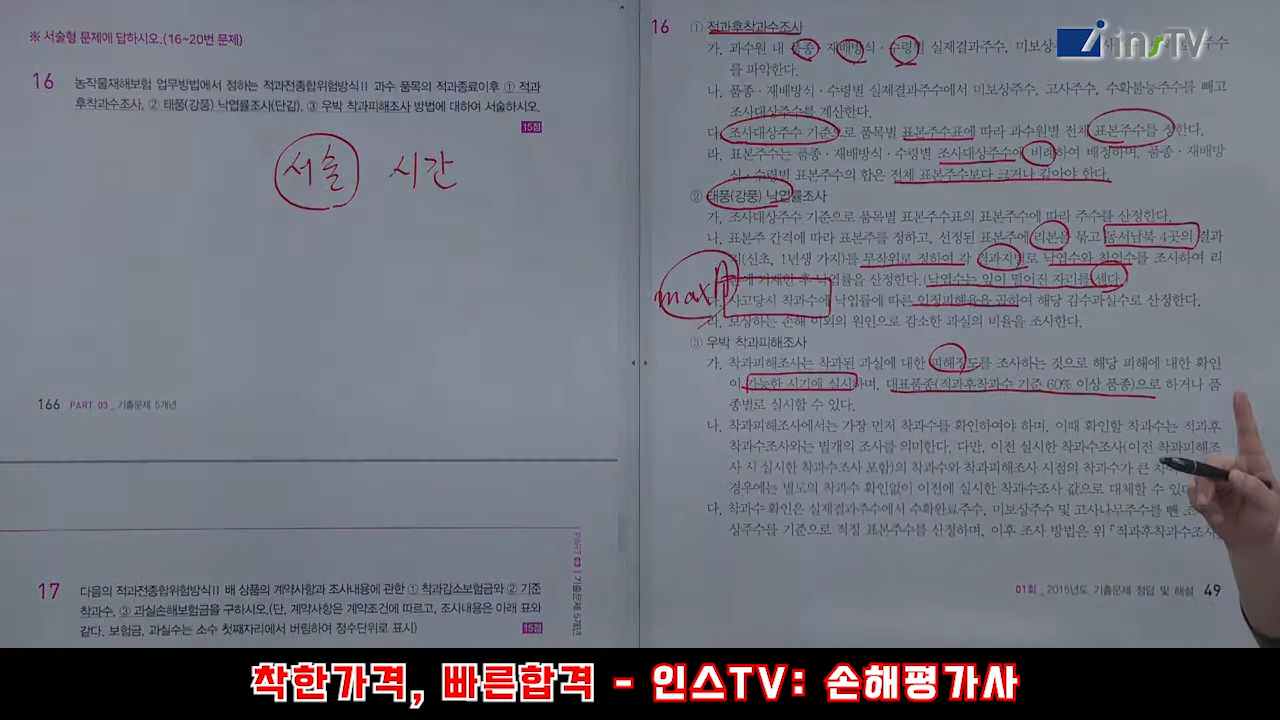 ※ 서술형 문제에 답하시오.(16~20번 문제)
16 농작물재해보험 업무방법에서 정하는 적과전종합위험방식Ⅱ 과수 품목의 적과종료이후 ① 적과
후착과수조사, ② 태풍(강풍) 낙엽률조사(단감), ③ 우박 착과피해조사 방법에 대하여 서술하시오.
15점
서술 시간
166 PART 03 _ 기출문제 5개년
PART 03 기출문제 5개년
17 다음의 적과전종합위험방식Ⅱ 배 상품의 계약사항과 조사내용에 관한 ① 착과감소보험금와 ② 기준
착과수, ③ 과실손해보험금을 구하시오.(단, 계약사항은 계약조건에 따르고, 조사내용은 아래 표와
같다. 보험금, 과실수는 소수 첫째자리에서 버림하여 정수단위로 표시)
15점
16 ① 적과후착과수조사
가. 과수원 내 품종 · 재배방식 · 수령별 실제결과주수, 미보상
를 파악한다.
나. 품종 · 재배방식 · 수령별 실제결과주수에서 미보상주수, 고사주수, 수확불능주수를 빼고
조사대상주수를 계산한다.
다. 조사대상주수 기준으로 품목별 표본주수표에 따라 과수원별 전체 표본주수를 정한다.
라. 표본주수는 품종 · 재배방식 · 수령별 조사대상주수에 비례하여 배정하며, 품종 · 재배방
식 · 수령별 표본주수의 합은 전체 표본주수보다 크거나 같아야 한다.
② 태풍(강풍) 낙엽률조사
가. 조사대상주수 기준으로 품목별 표본주수표의 표본주수에 따라 주수를 산정한다.
나. 표본주 간격에 따라 표본주를 정하고, 선정된 표본주에 리본을 묶고 동서남북 4곳의 결과
지(신초, 1년생 가지)를 무작위로 정하여 각 결과지별로 낙엽수와 착엽수를 조사하여 리
본에 기재한 후 낙엽률을 산정한다.(낙엽수는 잎이 떨어진 자리를 센다.)
maxA
다. 사고당시 착과수에 낙엽률에 따른 인정피해율을 곱하여 해당 감수과실수로 산정한다.
라. 보상하는 손해 이외의 원인으로 감소한 과실의 비율을 조사한다.
③ 우박 착과피해조사
가. 착과피해조사는 착과된 과실에 대한 피해정도를 조사하는 것으로 해당 피해에 대한 확인
이 가능한 시기에 실시하며, 대표품종(적과후착과수 기준 60% 이상 품종)으로 하거나 품
종별로 실시할 수 있다.
나. 착과피해조사에서는 가장 먼저 착과수를 확인하여야 하며, 이때 확인할 착과수는 적과후
착과수조사와는 별개의 조사를 의미한다. 다만, 이전 실시한 착과수조사(이전 착과피해조
사 시 실시한 착과수조사 포함)의 착과수와 착과피해조사 시점의 착과수가 큰
경우에는 별도의 착과수 확인없이 이전에 실시한 착과수조사 값으로 대체할 수 있다.
다. 착과수 확인은 실제결과주수에서 수확완료주수, 미보상주수 및 고사나무주수를 뺀
상주수를 기준으로 적정 표본주수를 산정하며, 이후 조사 방법은 위 「적과후착과수조사」
01회 _ 2015년도 기출문제 정답 및 해설 49
insTV
착한가격, 빠른합격 - 인스TV: 손해평가사